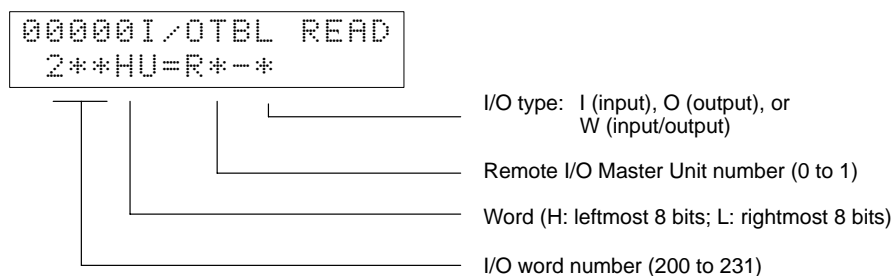 00000I/OTBL READ
2**HU=R*-*
I/O type: I (input), O (output), or
W (input/output)
Remote I/O Master Unit number (0 to 1)
Word (H: leftmost 8 bits; L: rightmost 8 bits)
I/O word number (200 to 231)